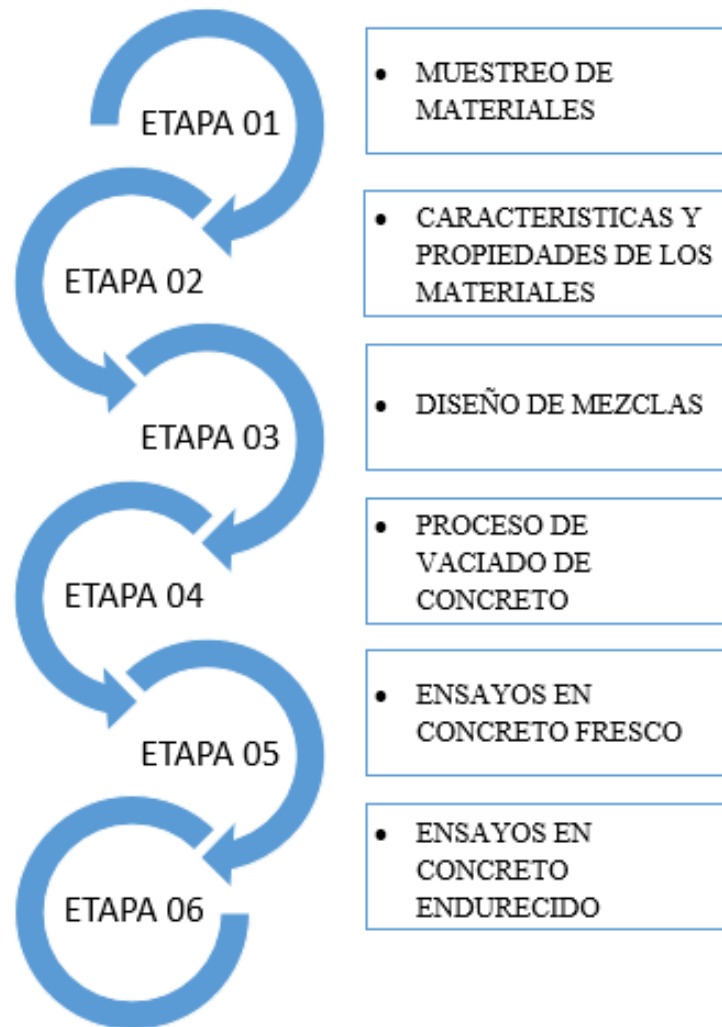 ETAPA 01
• MUESTREO DE
MATERIALES
ETAPA 02
• CARACTERISTICAS Y
PROPIEDADES DE LOS
MATERIALES
ETAPA 03
• DISEÑO DE MEZCLAS
ETAPA 04
• PROCESO DE
VACIADO DE
CONCRETO
ETAPA 05
• ENSAYOS EN
CONCRETO FRESCO
ETAPA 06
• ENSAYOS EN
CONCRETO
ENDURECIDO